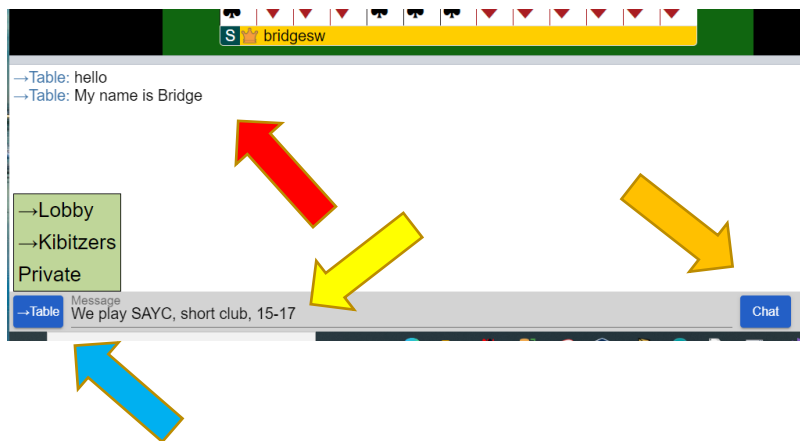 S bridgesw
→Table: hello
→Table: My name is Bridge
→Lobby
→Kibitzers
Private
Message
→Table We play SAYC, short club, 15-17 Chat